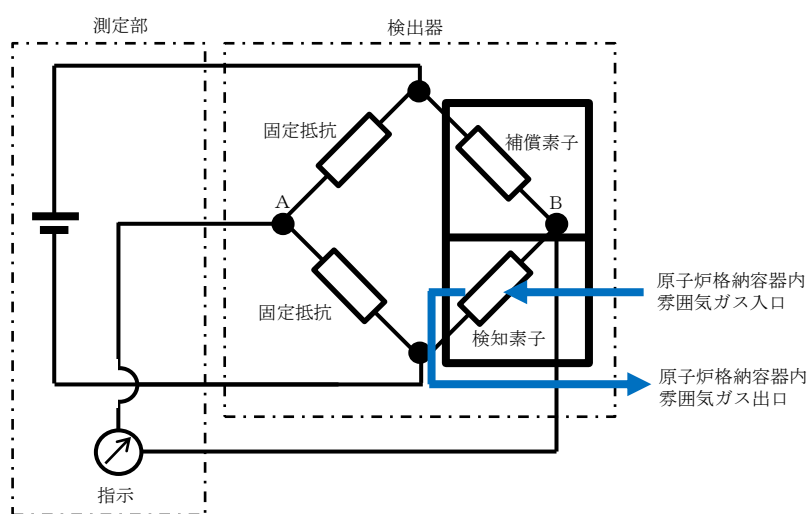 測定部
検出器
固定抵抗
補償素子
A
B
固定抵抗
検知素子
原子炉格納容器内
雰囲気ガス入口
原子炉格納容器内
雰囲気ガス出口
指示